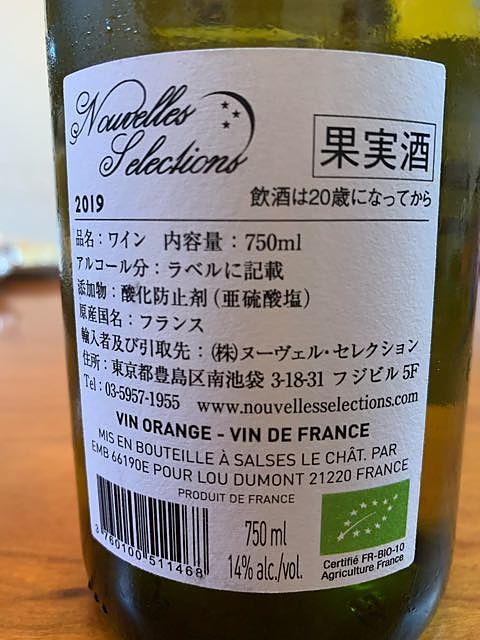 Nouvelles
Selections
果実酒
2019
飲酒は20歳になってから
品名：ワイン 内容量：750ml
アルコール分：ラベルに記載
添加物：酸化防止剤（亜硫酸塩）
原産国名：フランス
輸入者及び引取先：(株)ヌーヴェル・セレクション
住所：東京都豊島区南池袋 3-18-31 フジビル 5F
Tel：03-5957-1955 www.nouvellesselections.com
VIN ORANGE - VIN DE FRANCE
MIS EN BOUTEILLE À SALSES LE CHÂT. PAR
EMB 66190E POUR LOU DUMONT 21220 FRANCE
PRODUIT DE FRANCE
3 760100 511468
750 ml
14% alc./vol.
Certifié FR-BIO-10
Agriculture France